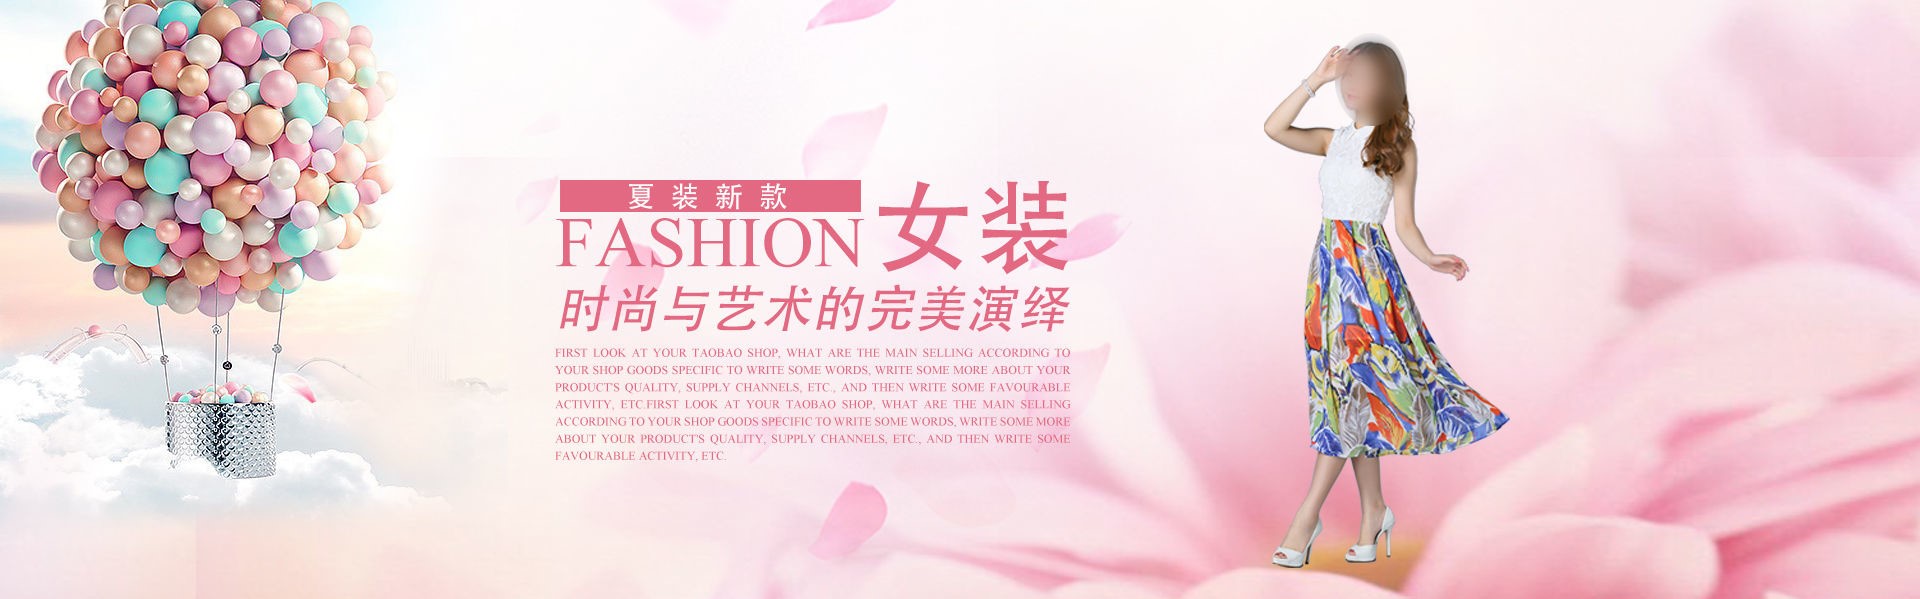 夏装新款
FASHION 女装
时尚与艺术的完美演绎
FIRST LOOK AT YOUR TAOBAO SHOP, WHAT ARE THE MAIN SELLING ACCORDING TO
YOUR SHOP GOODS SPECIFIC TO WRITE SOME WORDS, WRITE SOME MORE ABOUT YOUR
PRODUCT'S QUALITY, SUPPLY CHANNELS, ETC., AND THEN WRITE SOME FAVOURABLE
ACTIVITY, ETC.FIRST LOOK AT YOUR TAOBAO SHOP, WHAT ARE THE MAIN SELLING
ACCORDING TO YOUR SHOP GOODS SPECIFIC TO WRITE SOME WORDS, WRITE SOME MORE
ABOUT YOUR PRODUCT'S QUALITY, SUPPLY CHANNELS, ETC., AND THEN WRITE SOME
FAVOURABLE ACTIVITY, ETC.